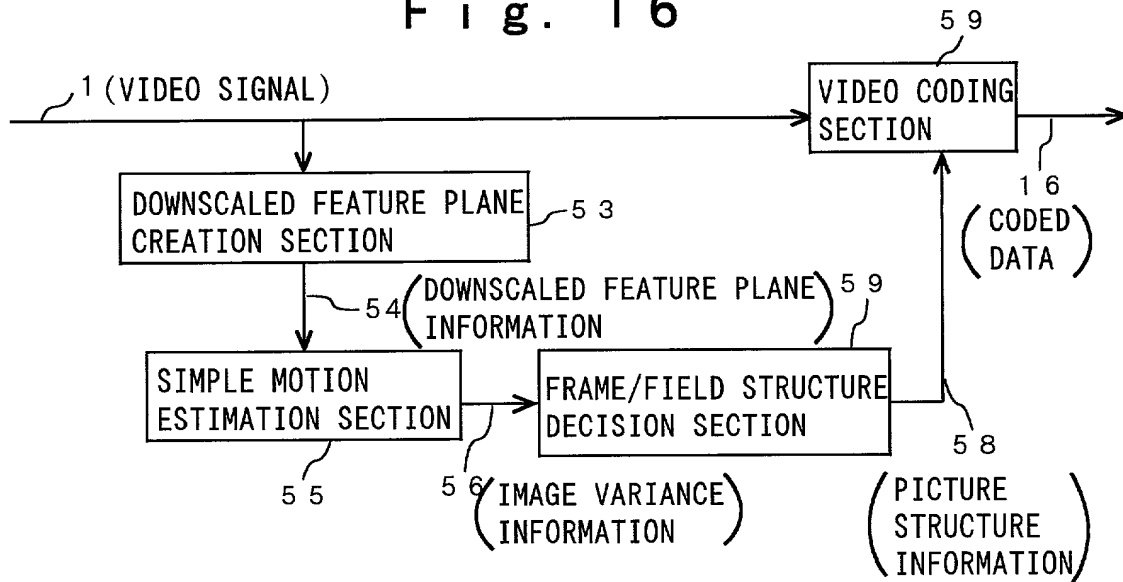 Fig. 16
59
1 (VIDEO SIGNAL)
VIDEO CODING
SECTION
16
(CODED
DATA)
DOWNSCALED FEATURE PLANE
CREATION SECTION
53
54 (DOWNSCALED FEATURE PLANE
INFORMATION)
59
SIMPLE MOTION
ESTIMATION SECTION
55
FRAME/FIELD STRUCTURE
DECISION SECTION
56
(IMAGE VARIANCE
INFORMATION)
58
(PICTURE
STRUCTURE
INFORMATION)